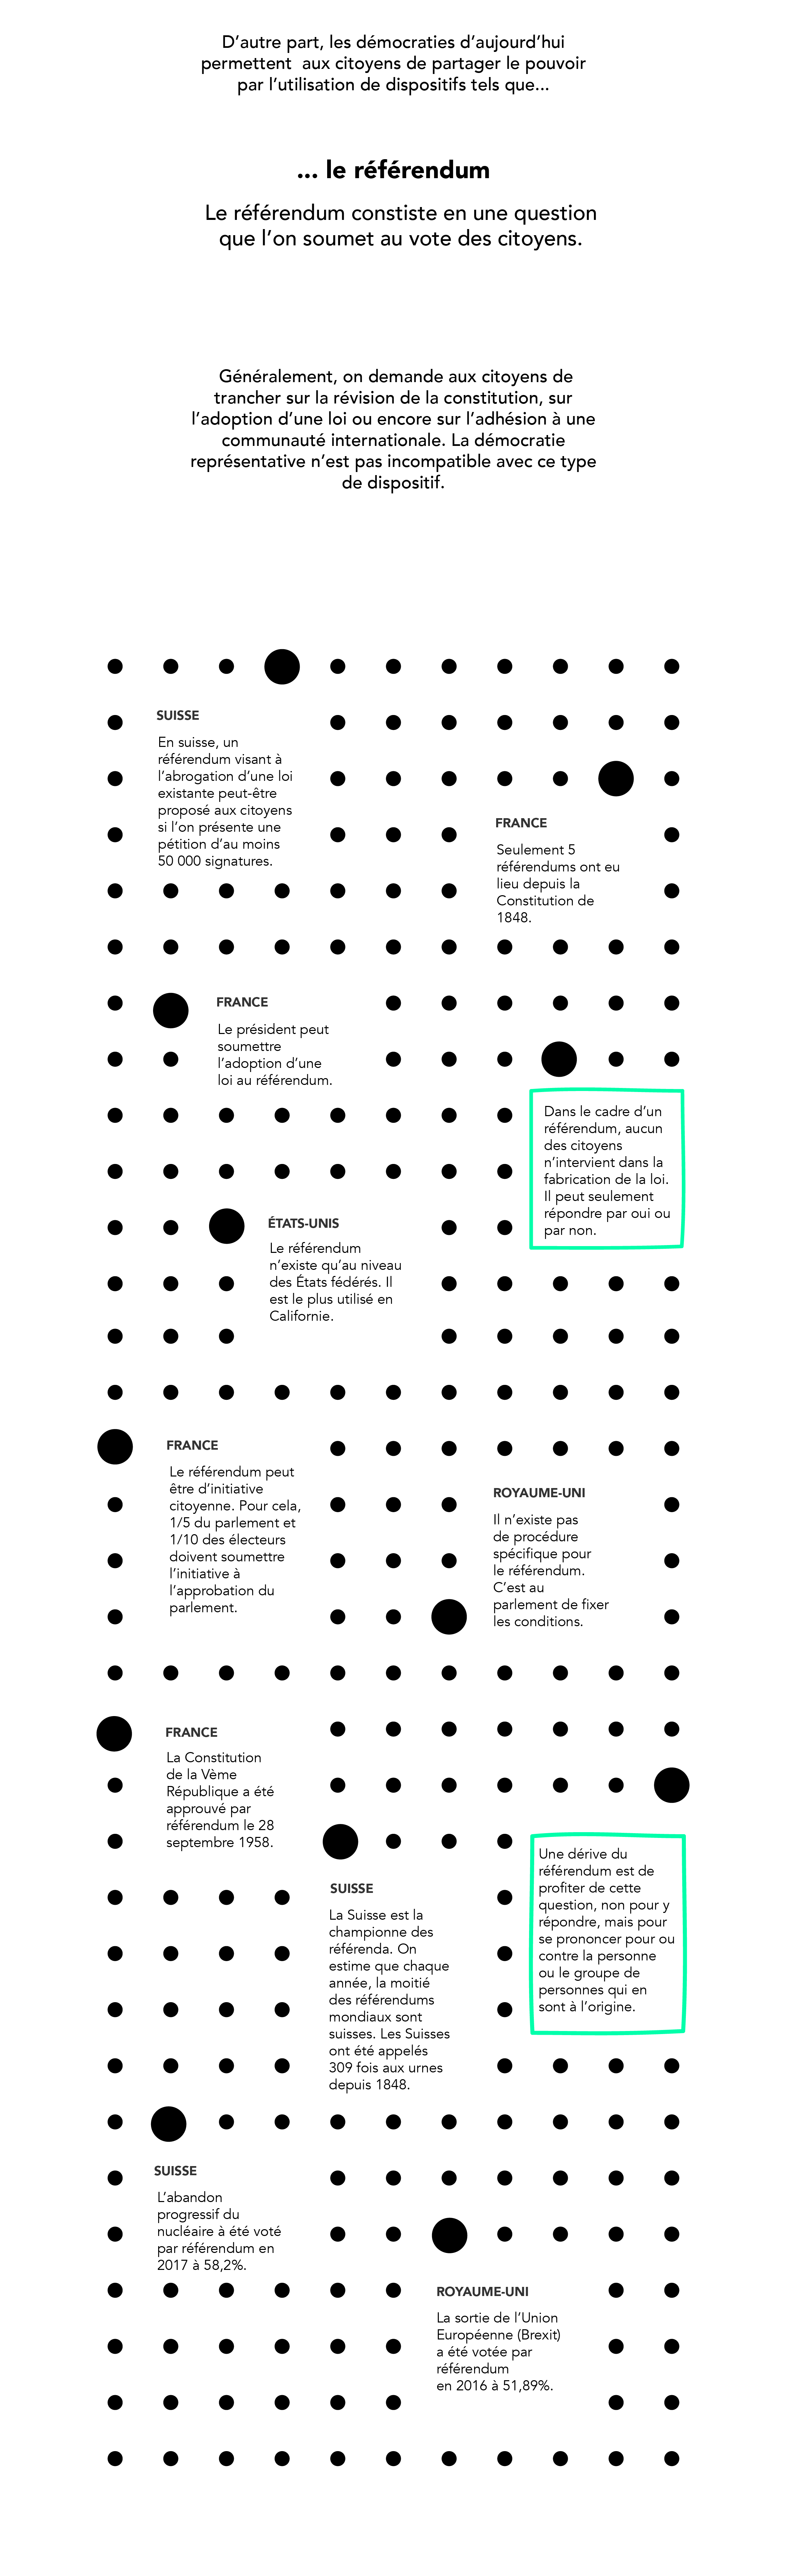 D'autre part, les démocraties d'aujourd'hui
permettent  aux citoyens de partager le pouvoir
par l'utilisation de dispositifs tels que...
... le référendum
Le référendum constiste en une question
que l'on soumet au vote des citoyens.
Généralement, on demande aux citoyens de
trancher sur la révision de la constitution, sur
l'adoption d'une loi ou encore sur l'adhésion à une
communauté internationale. La démocratie
représentative n'est pas incompatible avec ce type
de dispositif.
SUISSE
En suisse, un
référendum visant à
l'abrogation d'une loi
existante peut-être
proposé aux citoyens
si l'on présente une
pétition d'au moins
50 000 signatures.
FRANCE
Seulement 5
référendums ont eu
lieu depuis la
Constitution de
1848.
FRANCE
Le président peut
soumettre
l'adoption d'une
loi au référendum.
Dans le cadre d'un
référendum, aucun
des citoyens
n'intervient dans la
fabrication de la loi.
Il peut seulement
répondre par oui ou
par non.
ÉTATS-UNIS
Le référendum
n'existe qu'au niveau
des États fédérés. Il
est le plus utilisé en
Californie.
FRANCE
Le référendum peut
être d'initiative
citoyenne. Pour cela,
1/5 du parlement et
1/10 des électeurs
doivent soumettre
l'initiative à
l'approbation du
parlement.
ROYAUME-UNI
Il n'existe pas
de procédure
spécifique pour
le référendum.
C'est au
parlement de fixer
les conditions.
FRANCE
La Constitution
de la Vème
République a été
approuvé par
référendum le 28
septembre 1958.
SUISSE
La Suisse est la
championne des
référenda. On
estime que chaque
année, la moitié
des référendums
mondiaux sont
suisses. Les Suisses
ont été appelés
309 fois aux urnes
depuis 1848.
Une dérive du
référendum est de
profiter de cette
question, non pour y
répondre, mais pour
se prononcer pour ou
contre la personne
ou le groupe de
personnes qui en
sont à l'origine.
SUISSE
L'abandon
progressif du
nucléaire à été voté
par référendum en
2017 à 58,2%.
ROYAUME-UNI
La sortie de l'Union
Européenne (Brexit)
a été votée par
référendum
en 2016 à 51,89%.